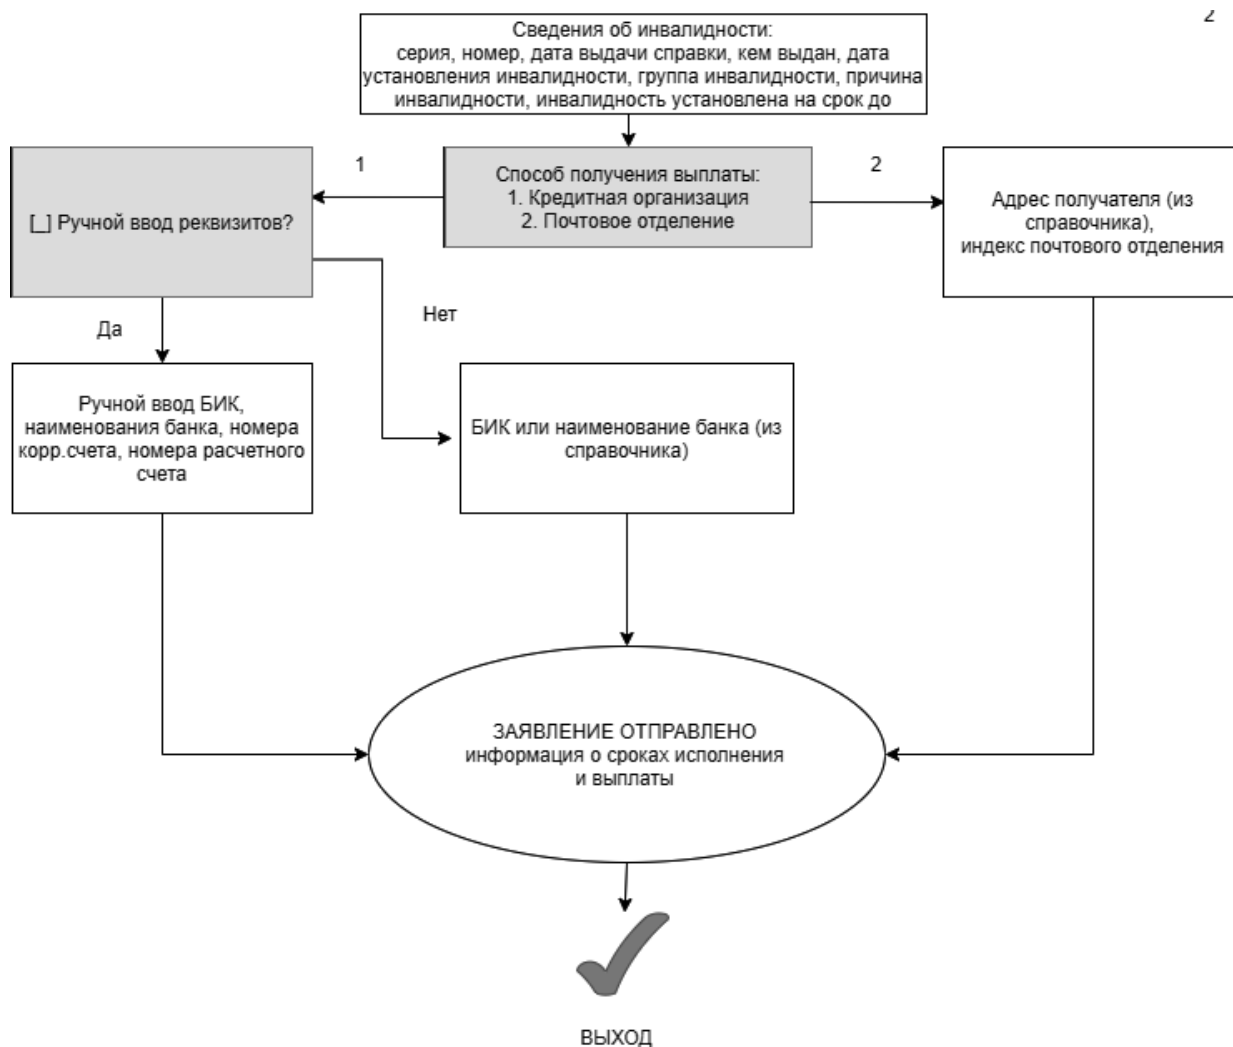 2
Сведения об инвалидности:
серия, номер, дата выдачи справки, кем выдан, дата
установления инвалидности, группа инвалидности, причина
инвалидности, инвалидность установлена на срок до
1
Способ получения выплаты:
1. Кредитная организация
2. Почтовое отделение
2
[_] Ручной ввод реквизитов?
Адрес получателя (из
справочника),
индекс почтового отделения
Да
Нет
Ручной ввод БИК,
наименования банка, номера
корр.счета, номера расчетного
счета
БИК или наименование банка (из
справочника)
ЗАЯВЛЕНИЕ ОТПРАВЛЕНО
информация о сроках исполнения
и выплаты
ВЫХОД